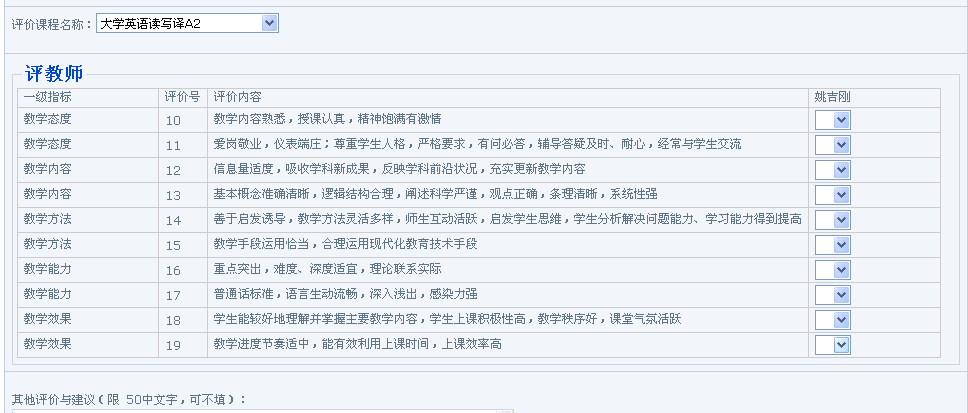 评价课程名称：大学英语读写译A2
评教师
一级指标 评价号 评价内容 姚吉刚
教学态度 10 教学内容熟悉，授课认真，精神饱满有激情
教学态度 11 爱岗敬业，仪表端庄；尊重学生人格，严格要求，有问必答，辅导答疑及时、耐心，经常与学生交流
教学内容 12 信息量适度，吸收学科新成果，反映学科前沿状况，充实更新教学内容
教学内容 13 基本概念准确清晰，逻辑结构合理，阐述科学严谨，观点正确，条理清晰，系统性强
教学方法 14 善于启发诱导，教学方法灵活多样，师生互动活跃，启发学生思维，学生分析解决问题能力、学习能力得到提高
教学方法 15 教学手段运用恰当，合理运用现代化教育技术手段
教学能力 16 重点突出，难度、深度适宜，理论联系实际
教学能力 17 普通话标准，语言生动流畅，深入浅出，感染力强
教学效果 18 学生能较好地理解并掌握主要教学内容，学生上课积极性高，教学秩序好，课堂气氛活跃
教学效果 19 教学进度节奏适中，能有效利用上课时间，上课效率高
其他评价与建议（限 50中文字，可不填）：